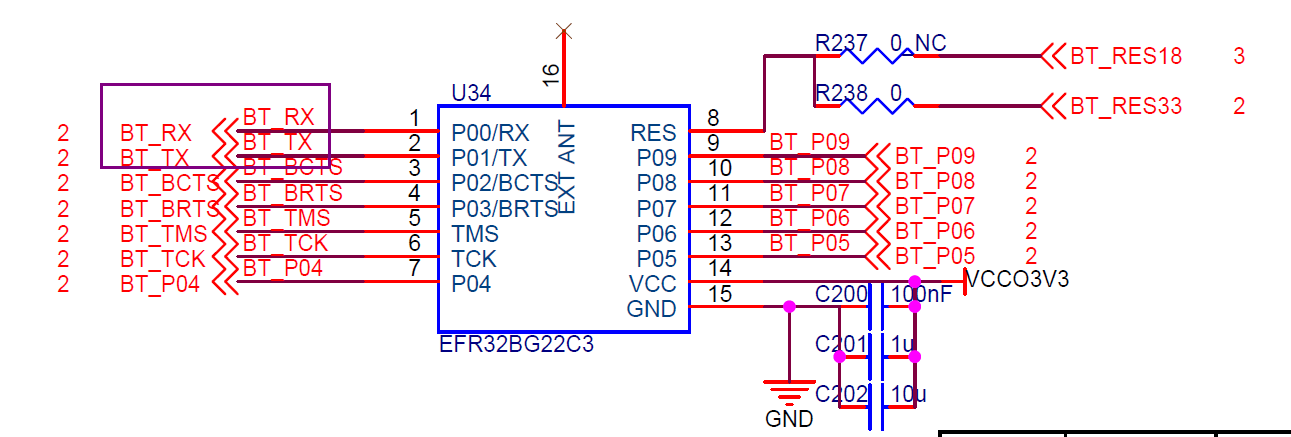 R237 0_NC BT_RES18 3
16
U34 R238 0 BT_RES33 2
2 BT_RX BT_RX 1 P00/RX EXT ANT RES 8
2 BT_TX BT_TX 2 P01/TX P09 9 BT_P09 BT_P09 2
2 BT_BCTS BT_BCTS 3 P02/BCTS P08 10 BT_P08 BT_P08 2
2 BT_BRTS BT_BRTS 4 P03/BRTS P07 11 BT_P07 BT_P07 2
2 BT_TMS BT_TMS 5 TMS P06 12 BT_P06 BT_P06 2
2 BT_TCK BT_TCK 6 TCK P05 13 BT_P05 BT_P05 2
2 BT_P04 BT_P04 7 P04 VCC 14 VCCO3V3
GND 15 C200 100nF
EFR32BG22C3 C201 1u
C202 10u
GND